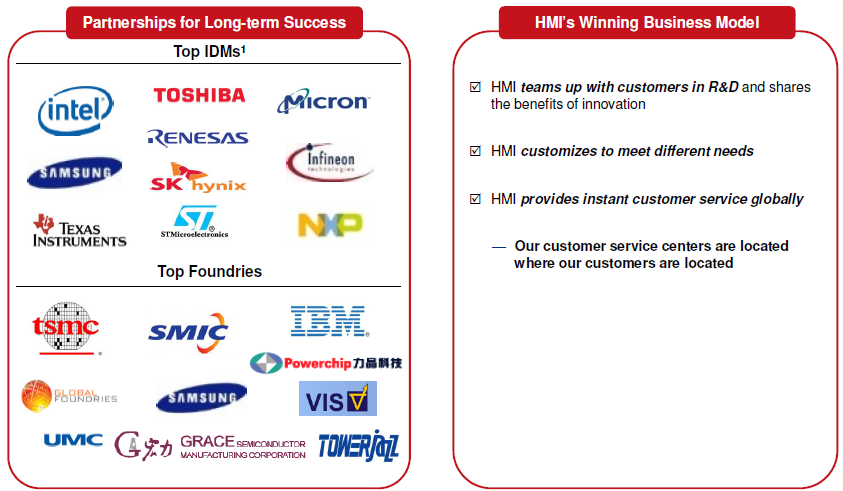 Partnerships for Long-term Success
Top IDMs¹
intel
TOSHIBA
Micron
RENESAS
SAMSUNG
SK hynix
Infineon
technologies
TEXAS
INSTRUMENTS
ST
STMicroelectronics
NXP
Top Foundries
tsmc
SMIC
IBM
Powerchip 力晶科技
GLOBAL
FOUNDRIES
SAMSUNG
VIS
UMC
宏力 GRACE SEMICONDUCTOR
MANUFACTURING CORPORATION
TOWERJAZZ
HMI's Winning Business Model
☑ HMI teams up with customers in R&D and shares
the benefits of innovation
☑ HMI customizes to meet different needs
☑ HMI provides instant customer service globally
— Our customer service centers are located
where our customers are located